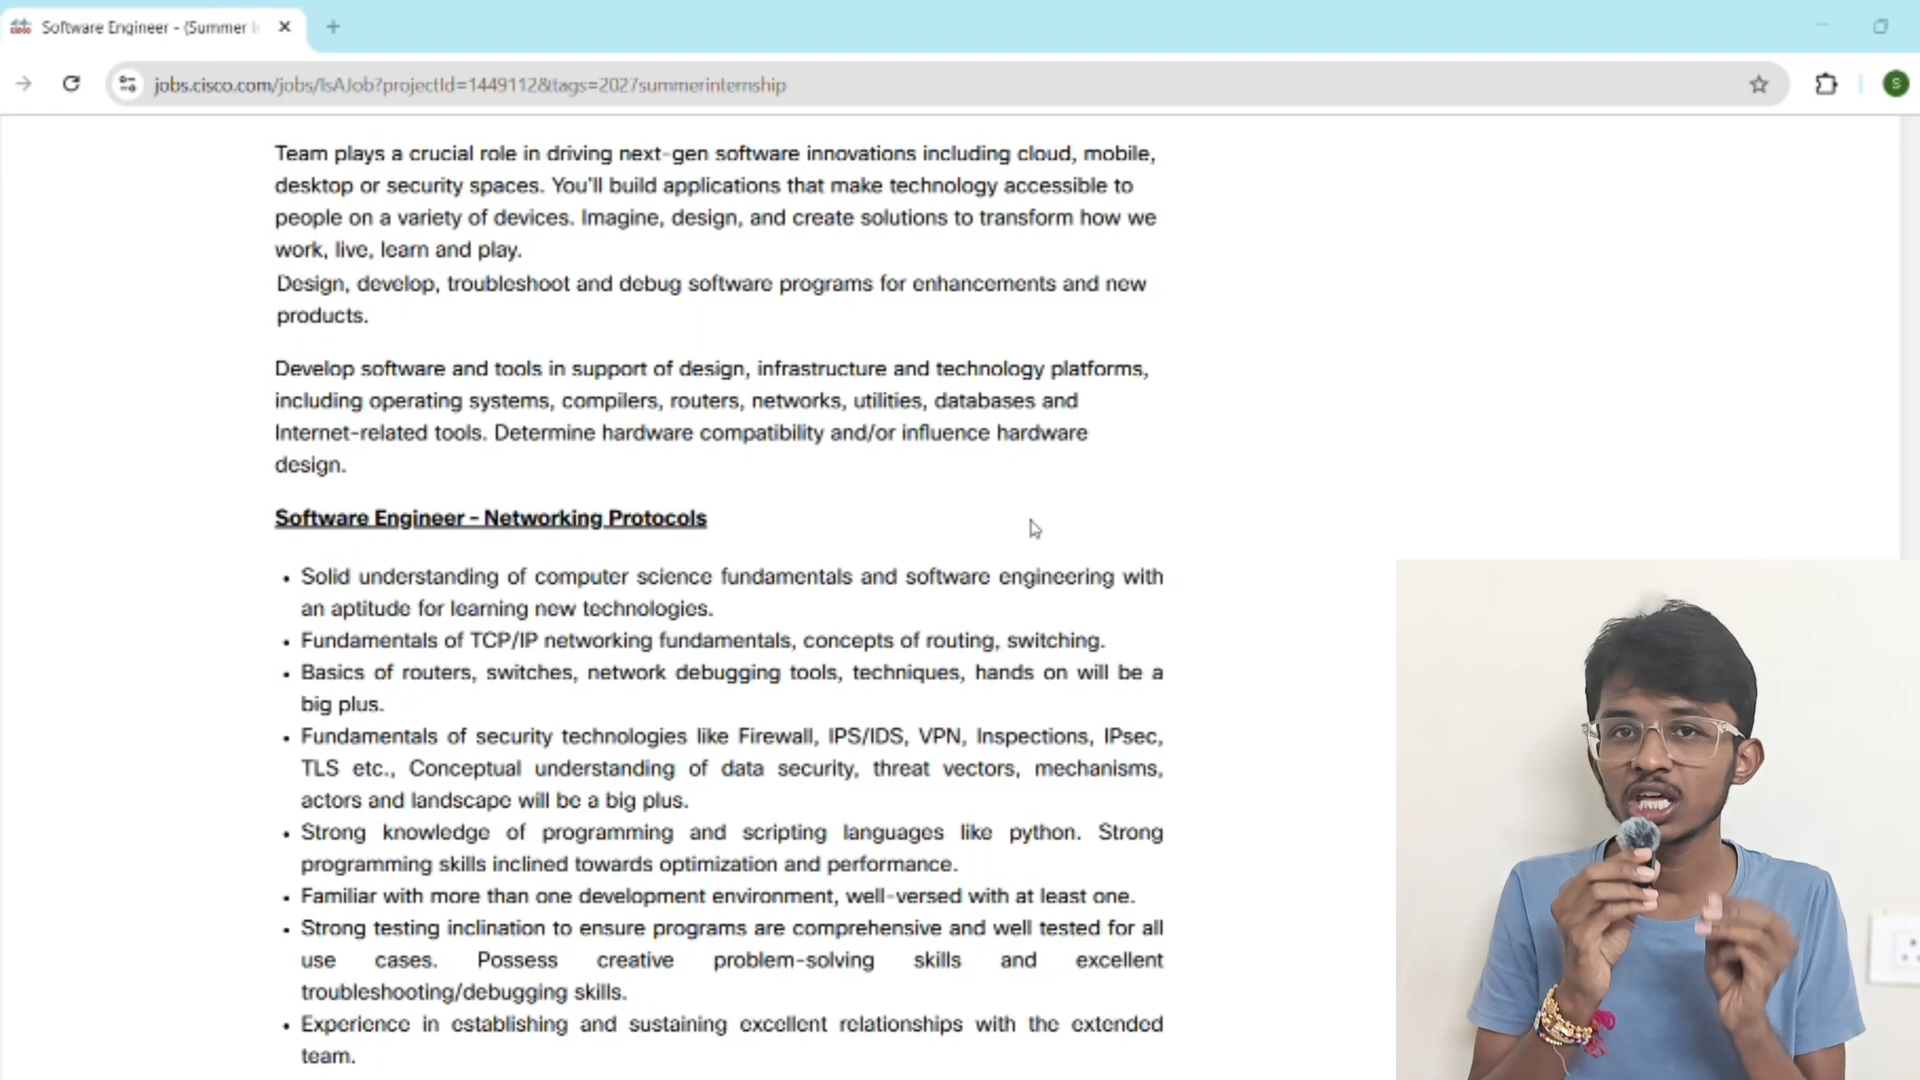 Software Engineer - (Summer I
jobs.cisco.com/jobs/IsAJob?projectId=1449112&tags=2027summerinternship
S
Team plays a crucial role in driving next-gen software innovations including cloud, mobile,
desktop or security spaces. You'll build applications that make technology accessible to
people on a variety of devices. Imagine, design, and create solutions to transform how we
work, live, learn and play.
Design, develop, troubleshoot and debug software programs for enhancements and new
products.
Develop software and tools in support of design, infrastructure and technology platforms,
including operating systems, compilers, routers, networks, utilities, databases and
Internet-related tools. Determine hardware compatibility and/or influence hardware
design.
Software Engineer - Networking Protocols
• Solid understanding of computer science fundamentals and software engineering with
an aptitude for learning new technologies.
• Fundamentals of TCP/IP networking fundamentals, concepts of routing, switching.
• Basics of routers, switches, network debugging tools, techniques, hands on will be a
big plus.
• Fundamentals of security technologies like Firewall, IPS/IDS, VPN, Inspections, IPsec,
TLS etc., Conceptual understanding of data security, threat vectors, mechanisms,
actors and landscape will be a big plus.
• Strong knowledge of programming and scripting languages like python. Strong
programming skills inclined towards optimization and performance.
• Familiar with more than one development environment, well-versed with at least one.
• Strong testing inclination to ensure programs are comprehensive and well tested for all
use cases. Possess creative problem-solving skills and excellent
troubleshooting/debugging skills.
• Experience in establishing and sustaining excellent relationships with the extended
team.